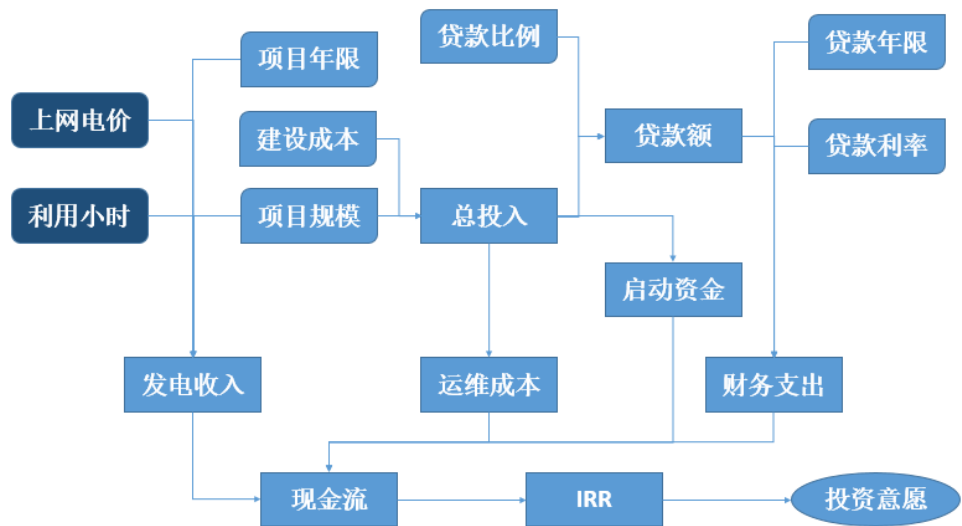 贷款比例
贷款年限
项目年限
上网电价
建设成本
贷款额
贷款利率
利用小时
项目规模
总投入
启动资金
发电收入
运维成本
财务支出
现金流
IRR
投资意愿